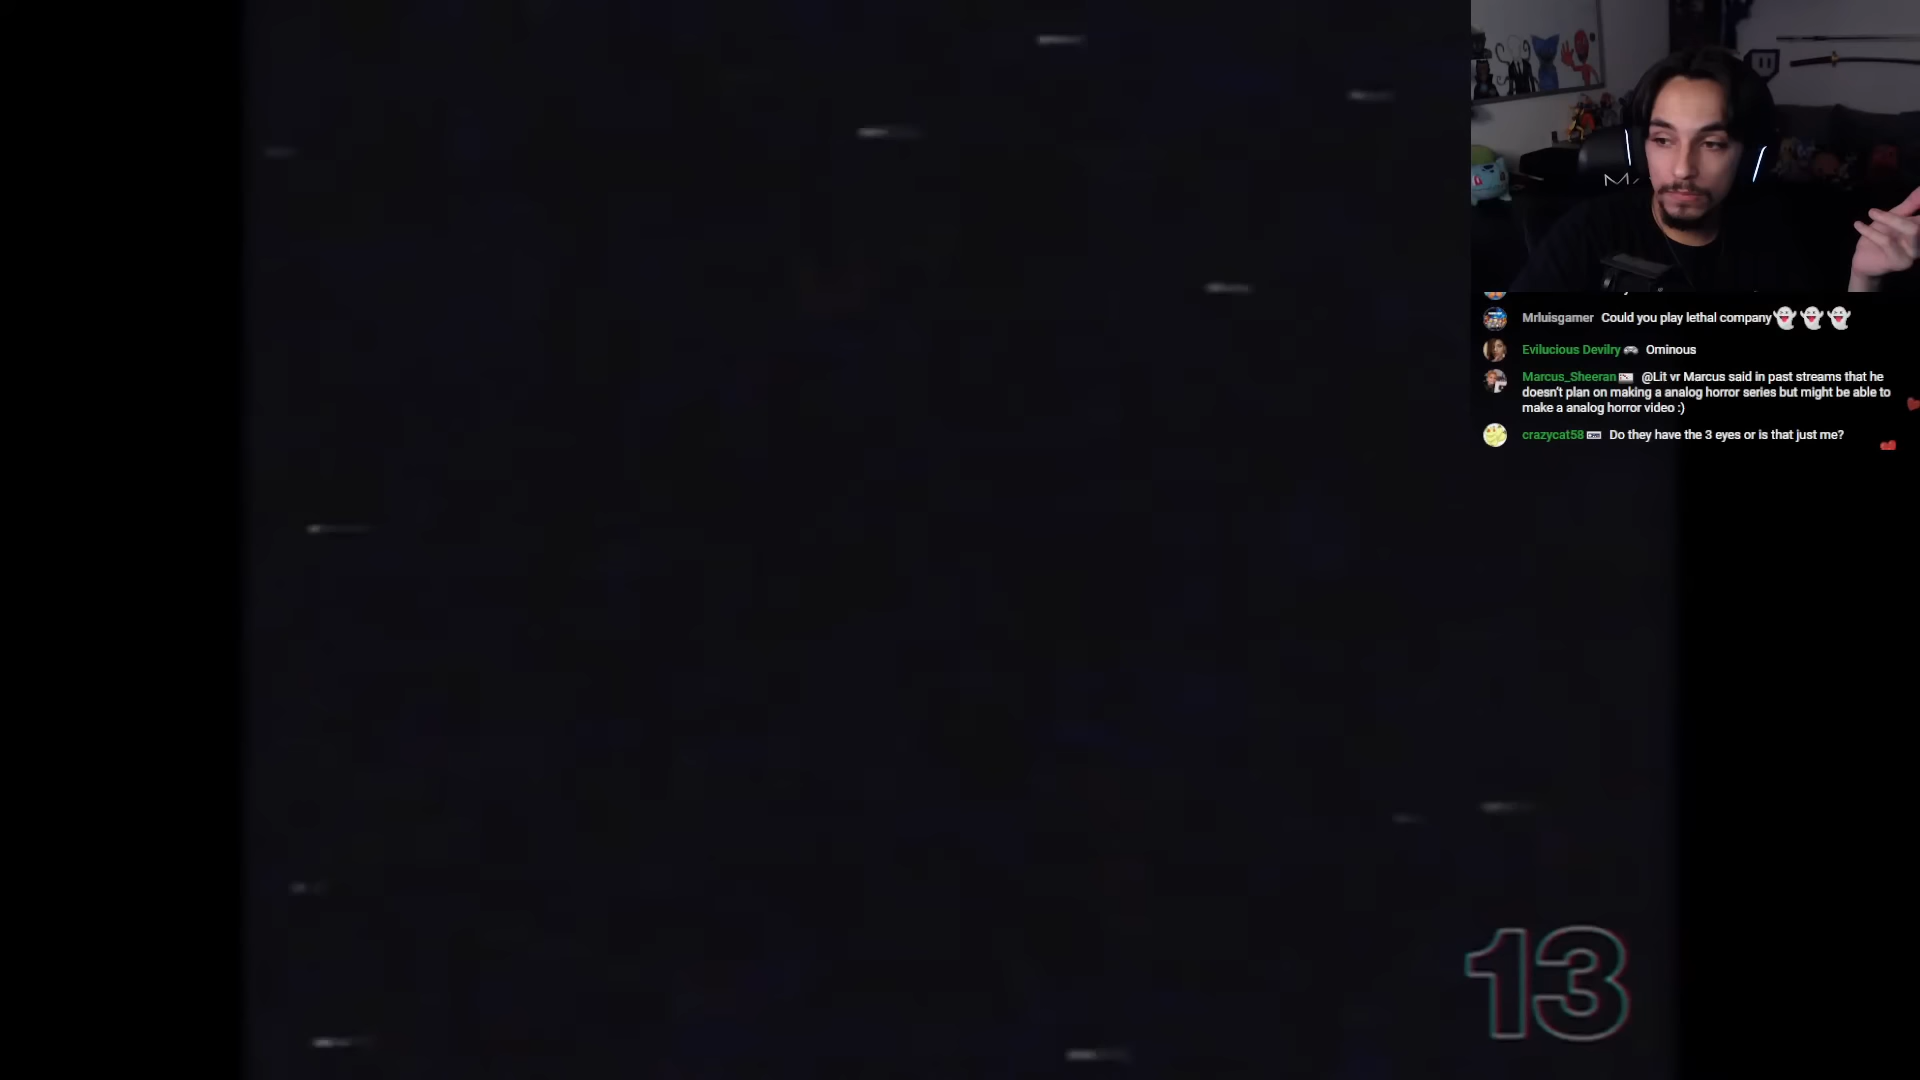 Mrluisgamer Could you play lethal company👻👻👻
Evilucious Devilry🎮 Ominous
Marcus_Sheeran @Lit vr Marcus said in past streams that he
doesn't plan on making a analog horror series but might be able to
make a analog horror video :)
crazycat58 Do they have the 3 eyes or is that just me?
13